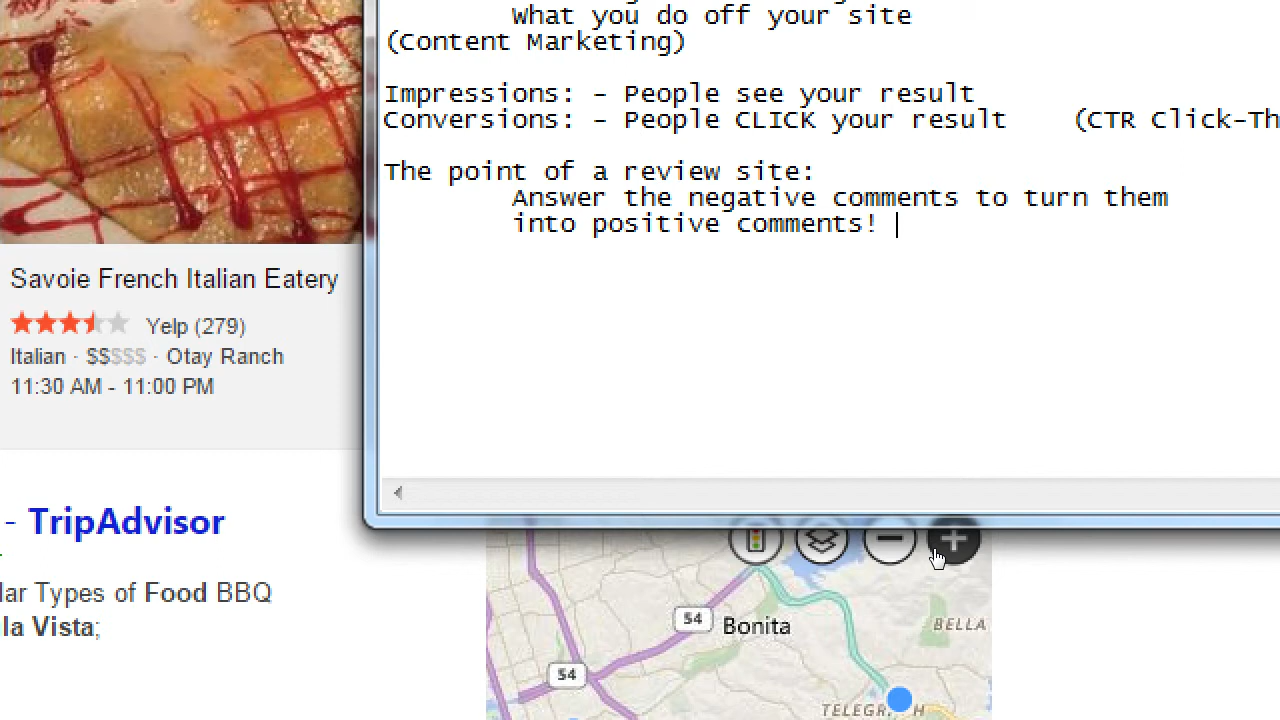 What you do off your site
(Content Marketing)
Impressions: - People see your result
Conversions: - People CLICK your result (CTR Click-Th
The point of a review site:
Answer the negative comments to turn them
into positive comments!
Savoie French Italian Eatery
Yelp (279)
Italian · $$$$$ · Otay Ranch
11:30 AM - 11:00 PM
- TripAdvisor
lar Types of Food BBQ
la Vista;
54 Bonita
BELLA
54